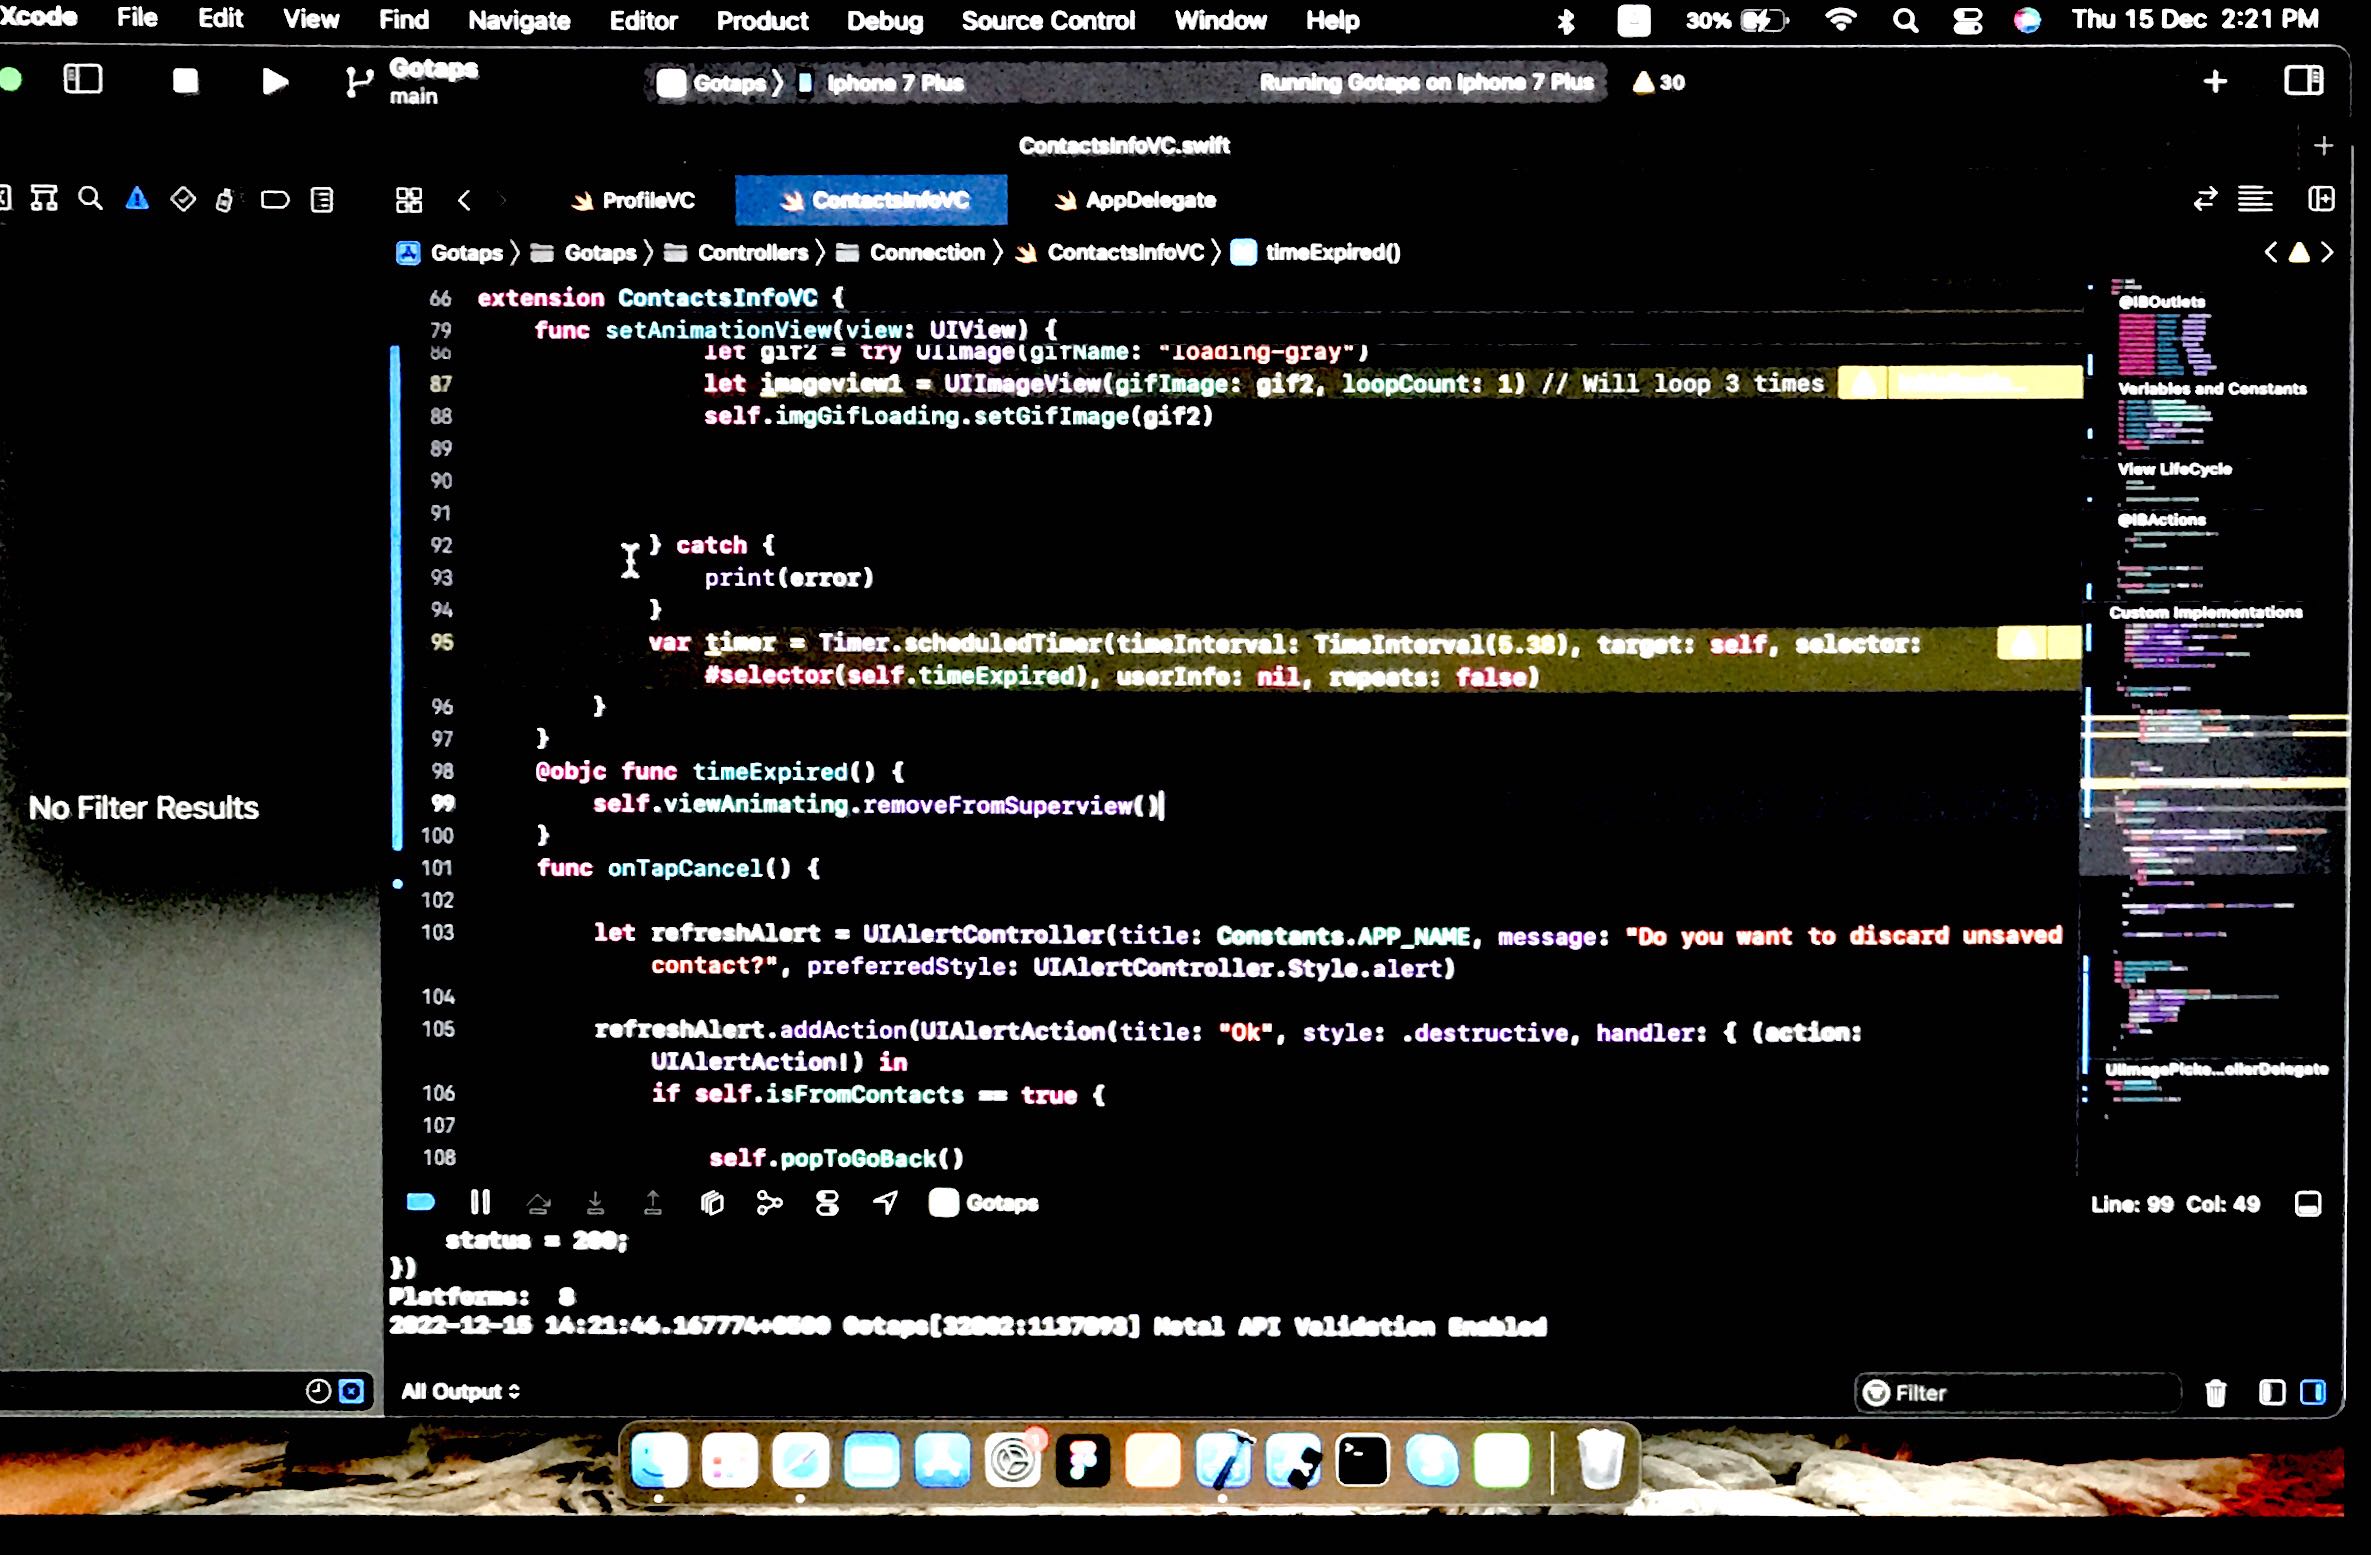 Xcode File Edit View Find Navigate Editor Product Debug Source Control Window Help 30% Thu 15 Dec 2:21 PM
Gotaps
main
Gotaps Iphone 7 Plus Running Gotaps on Iphone 7 Plus 30
ContactsInfoVC.swift
ProfileVC ContactsInfoVC AppDelegate
Gotaps Gotaps Controllers Connection ContactsInfoVC timeExpired()
66 extension ContactsInfoVC {
79 func setAnimationView(view: UIView) {
86 let gif2 = try UIImage(gifName: "loading-gray")
87 let imageview1 = UIImageView(gifImage: gif2, loopCount: 1) // Will loop 3 times
88 self.imgGifLoading.setGifImage(gif2)
89
90
91
92 } catch {
93 print(error)
94 }
95 var timer = Timer.scheduledTimer(timeInterval: TimeInterval(5.38), target: self, selector:
#selector(self.timeExpired), userInfo: nil, repeats: false)
96 }
97 }
98 @objc func timeExpired() {
99 self.viewAnimating.removeFromSuperview()
100 }
101 func onTapCancel() {
102
103 let refreshAlert = UIAlertController(title: Constants.APP_NAME, message: "Do you want to discard unsaved
contact?", preferredStyle: UIAlertController.Style.alert)
104
105 refreshAlert.addAction(UIAlertAction(title: "Ok", style: .destructive, handler: { (action:
UIAlertAction!) in
106 if self.isFromContacts == true {
107
108 self.popToGoBack()
@IBOutlets
Variables and Constants
View LifeCycle
@IBActions
Custom Implementations
UIImagePicke...ollerDelegate
No Filter Results
Gotaps
Line: 99 Col: 49
status = 200;
})
Platforms: 8
2022-12-15 14:21:46.167774+0500 Metal API Validation Enabled
All Output
Filter